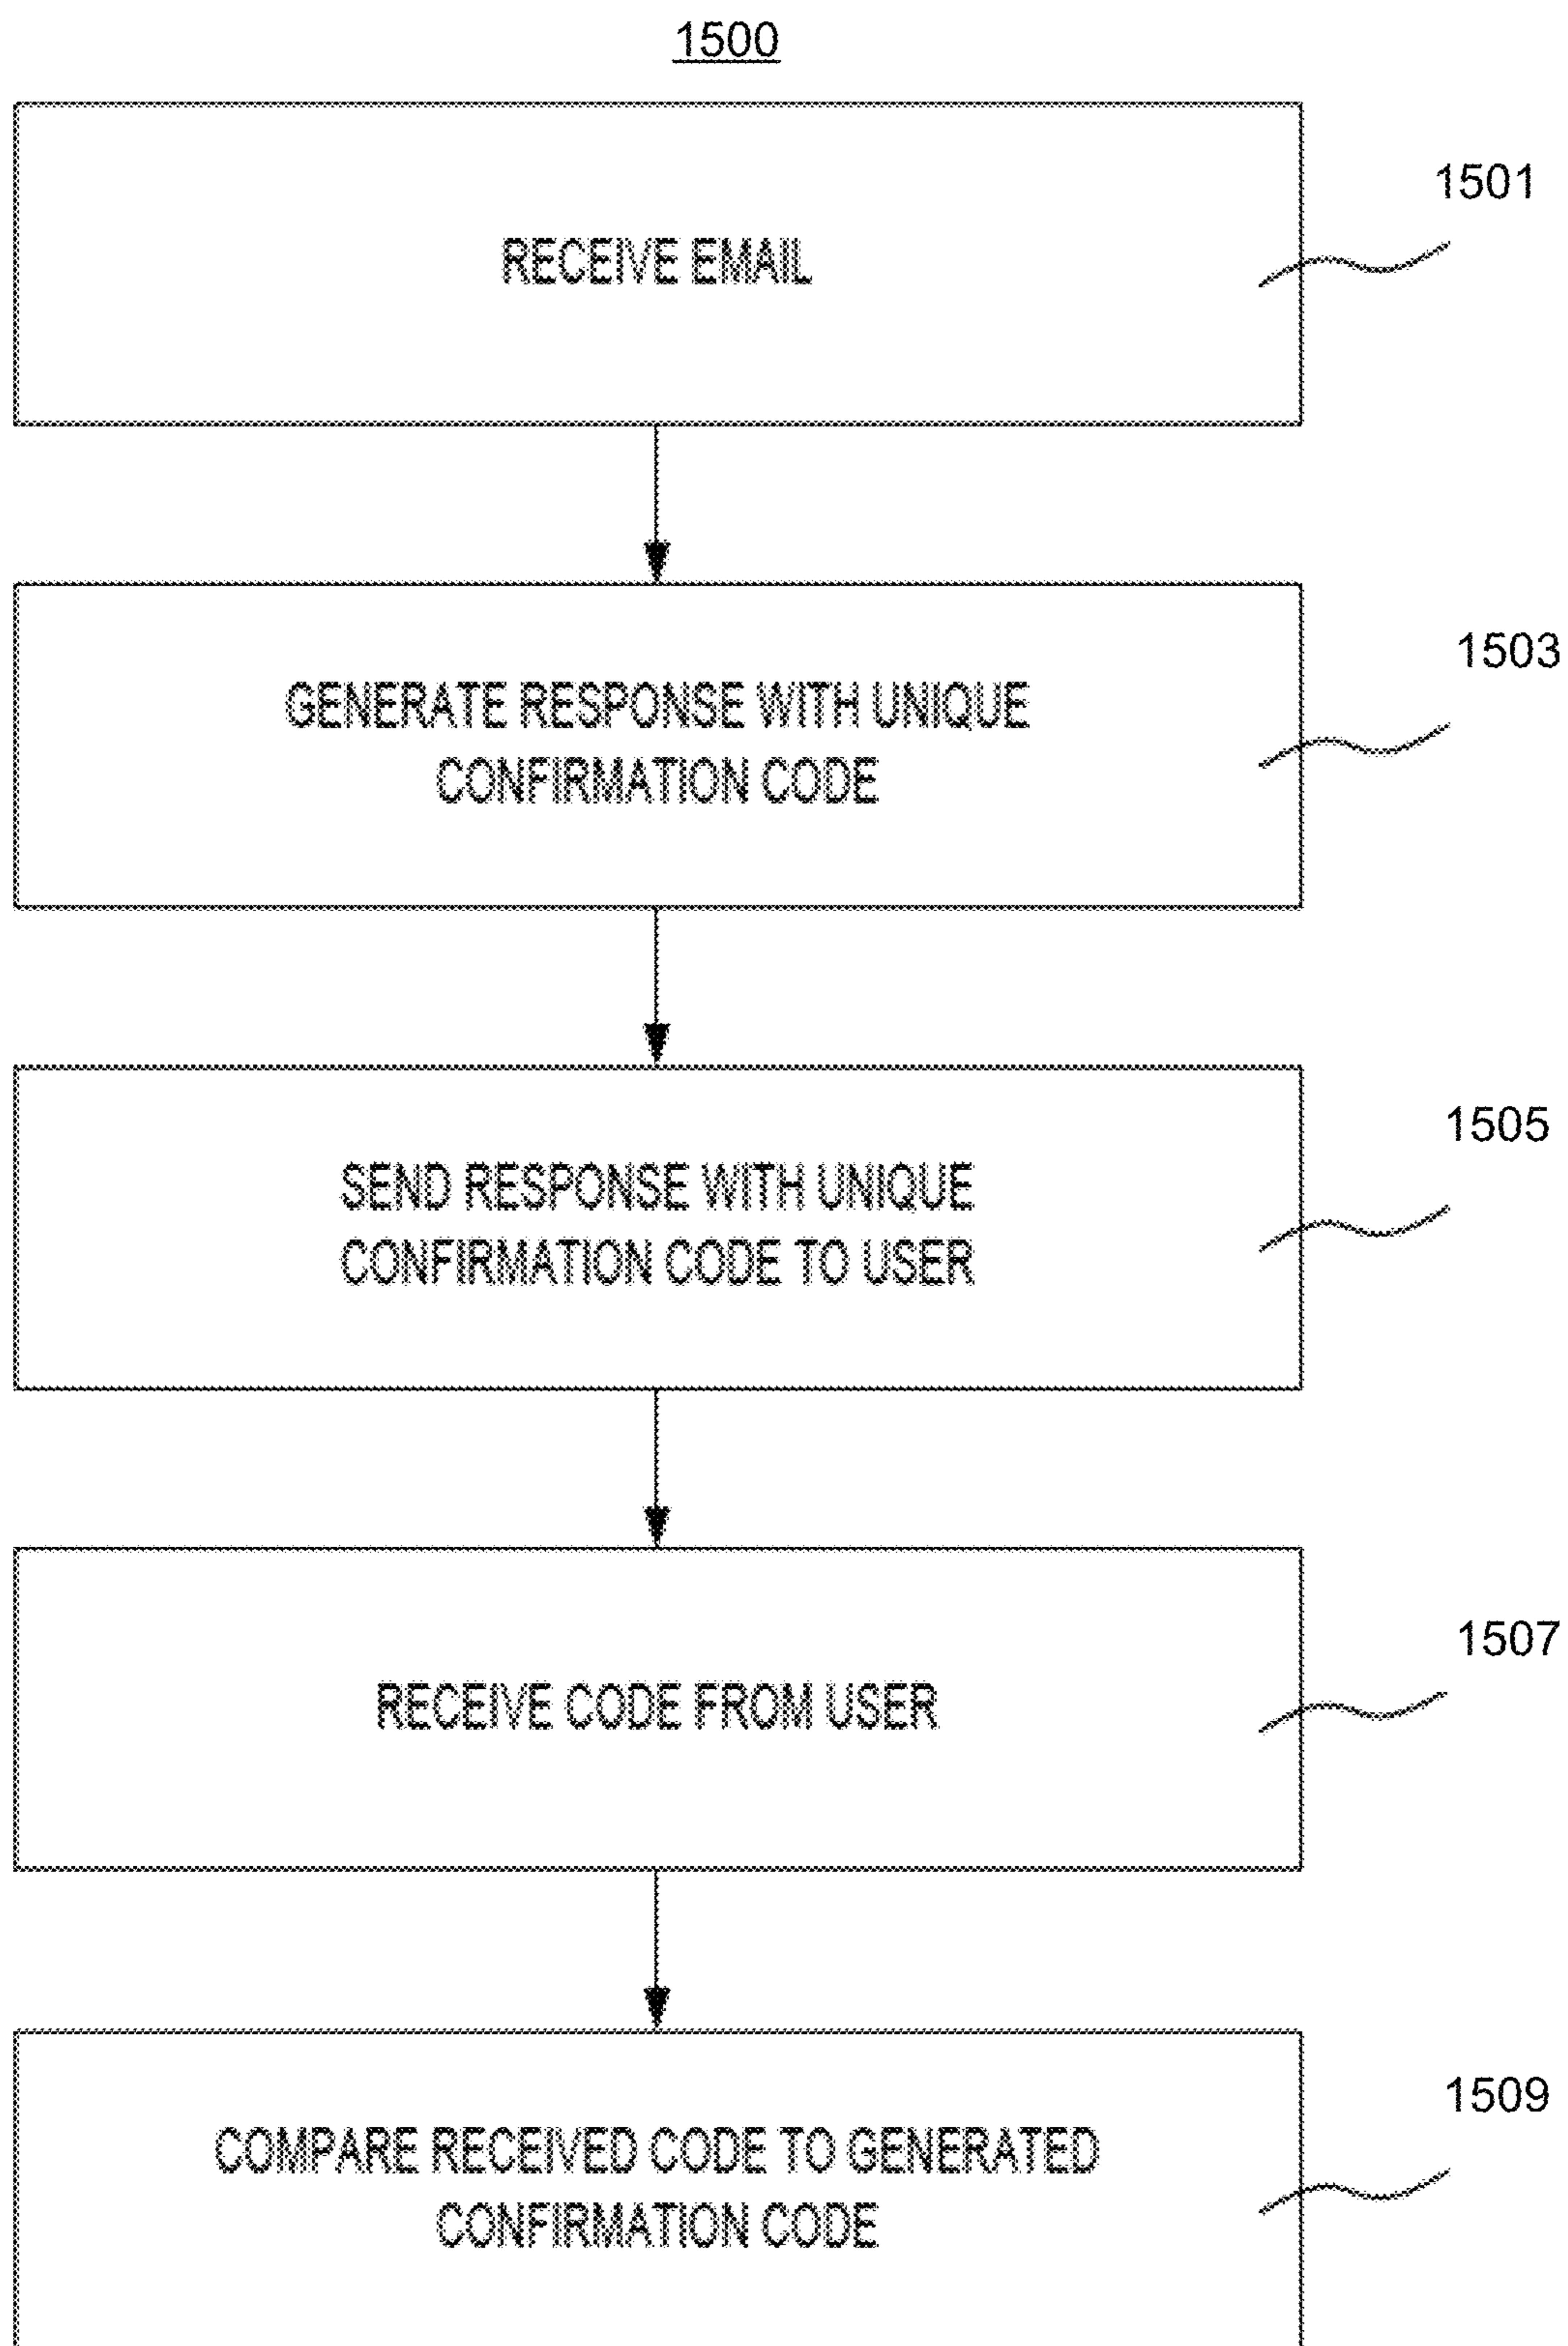 1500
1501
RECEIVE EMAIL
1503
GENERATE RESPONSE WITH UNIQUE
CONFIRMATION CODE
1505
SEND RESPONSE WITH UNIQUE
CONFIRMATION CODE TO USER
1507
RECEIVE CODE FROM USER
1509
COMPARE RECEIVED CODE TO GENERATED
CONFIRMATION CODE